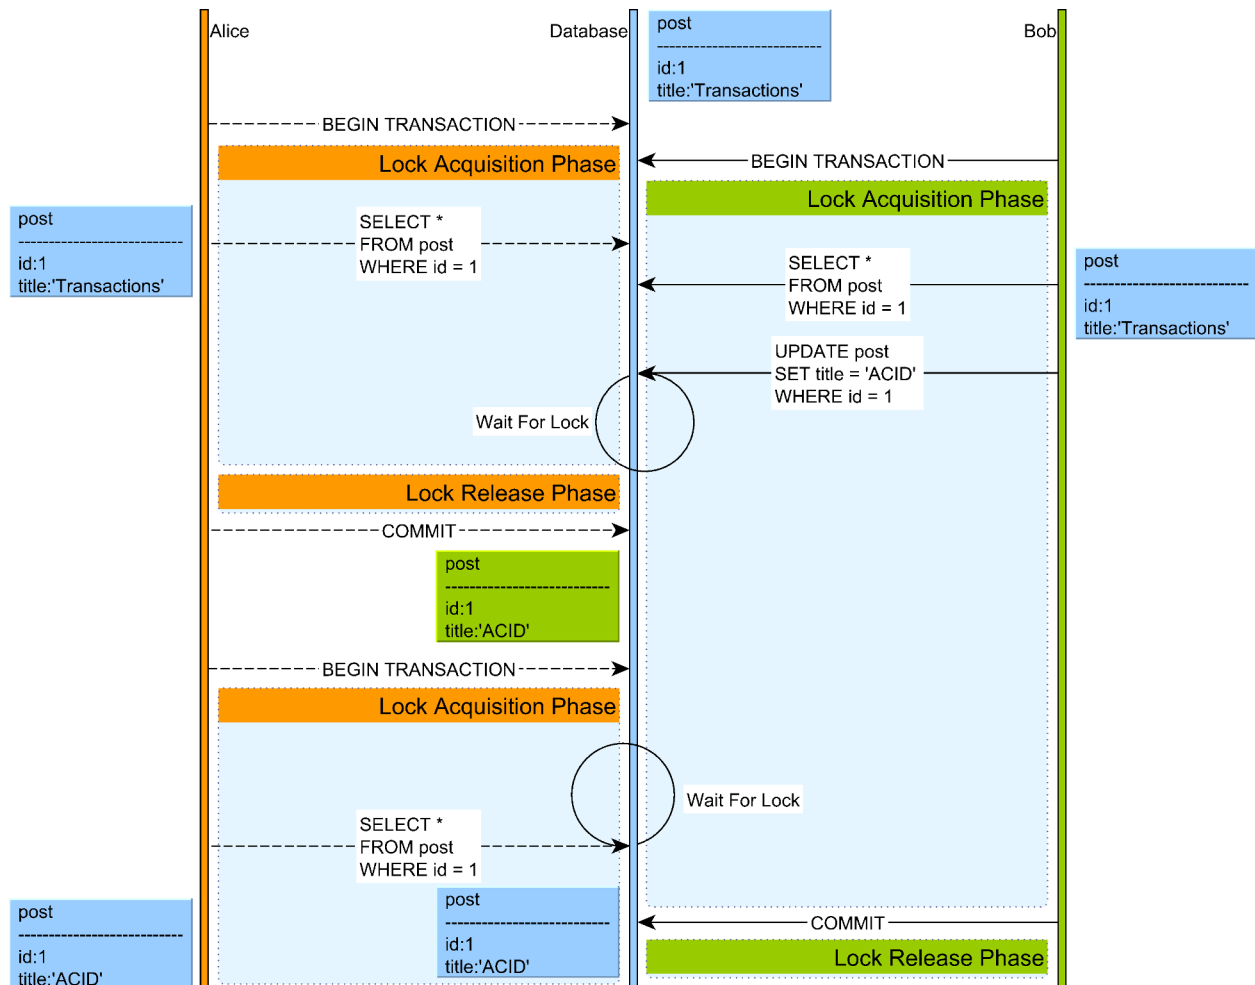 Alice
Database
post
----------------------------
id:1
title:'Transactions'
Bob
BEGIN TRANSACTION
Lock Acquisition Phase
BEGIN TRANSACTION
Lock Acquisition Phase
post
----------------------------
id:1
title:'Transactions'
SELECT *
FROM post
WHERE id = 1
SELECT *
FROM post
WHERE id = 1
post
----------------------------
id:1
title:'Transactions'
UPDATE post
SET title = 'ACID'
WHERE id = 1
Wait For Lock
Lock Release Phase
COMMIT
post
----------------------------
id:1
title:'ACID'
BEGIN TRANSACTION
Lock Acquisition Phase
Wait For Lock
SELECT *
FROM post
WHERE id = 1
post
----------------------------
id:1
title:'ACID'
post
----------------------------
id:1
title:'ACID'
COMMIT
Lock Release Phase